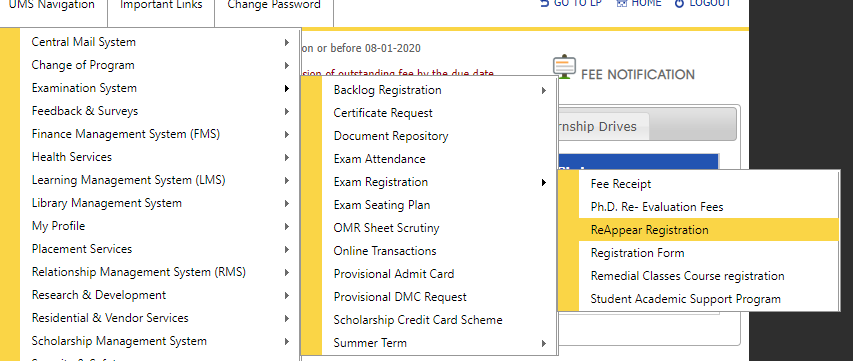 UMS Navigation
Important Links
Change Password
GO TO LP
HOME
LOGOUT
Central Mail System
Change of Program
Examination System
Feedback & Surveys
Finance Management System (FMS)
Health Services
Learning Management System (LMS)
Library Management System
My Profile
Placement Services
Relationship Management System (RMS)
Research & Development
Residential & Vendor Services
Scholarship Management System
on or before 08-01-2020
sion of outstanding fee by the due date
FEE NOTIFICATION
rnship Drives
Backlog Registration
Certificate Request
Document Repository
Exam Attendance
Exam Registration
Exam Seating Plan
OMR Sheet Scrutiny
Online Transactions
Provisional Admit Card
Provisional DMC Request
Scholarship Credit Card Scheme
Summer Term
Fee Receipt
Ph.D. Re- Evaluation Fees
ReAppear Registration
Registration Form
Remedial Classes Course registration
Student Academic Support Program